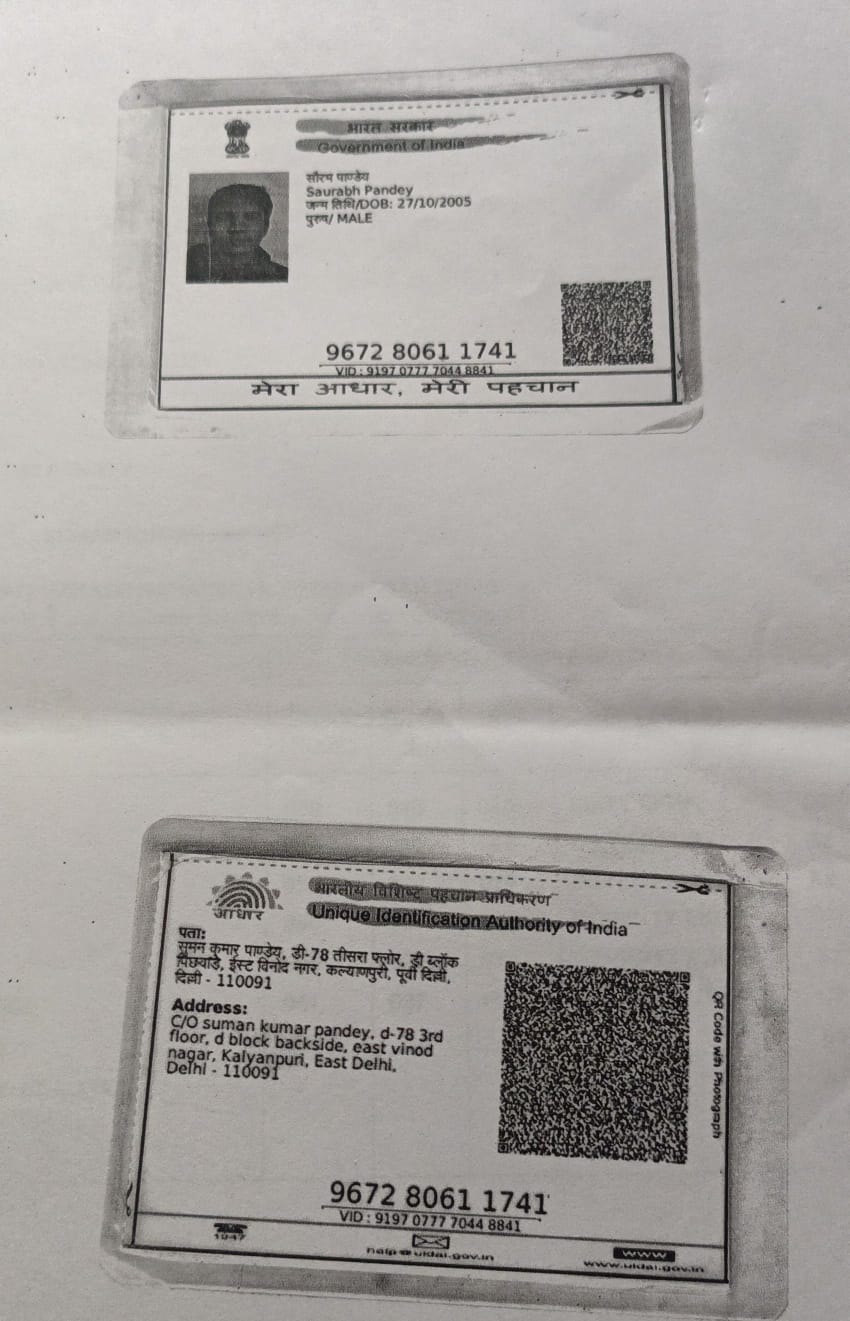 भारत सरकार
Government of India
सौरभ पाण्डेय
Saurabh Pandey
जन्म तिथि/DOB: 27/10/2005
पुरुष/ MALE
9672 8061 1741
VID : 9197 0777 7044 8841
मेरा आधार, मेरी पहचान
भारतीय विशिष्ट पहचान प्राधिकरण
Unique Identification Authority of India
आधार
पता:
सुमन कुमार पाण्डेय, डी-78 तीसरा फ्लोर, डी ब्लॉक
पिछवाड़े, ईस्ट विनोद नगर, कल्याणपुरी, पूर्वी दिल्ली,
दिल्ली - 110091
Address:
C/O suman kumar pandey, d-78 3rd
floor, d block backside, east vinod
nagar, Kalyanpuri, East Delhi,
Delhi - 110091
QR Code with Photograph
9672 8061 1741
VID : 9197 0777 7044 8841
1947
help@uidai.gov.in
www
www.uidai.gov.in